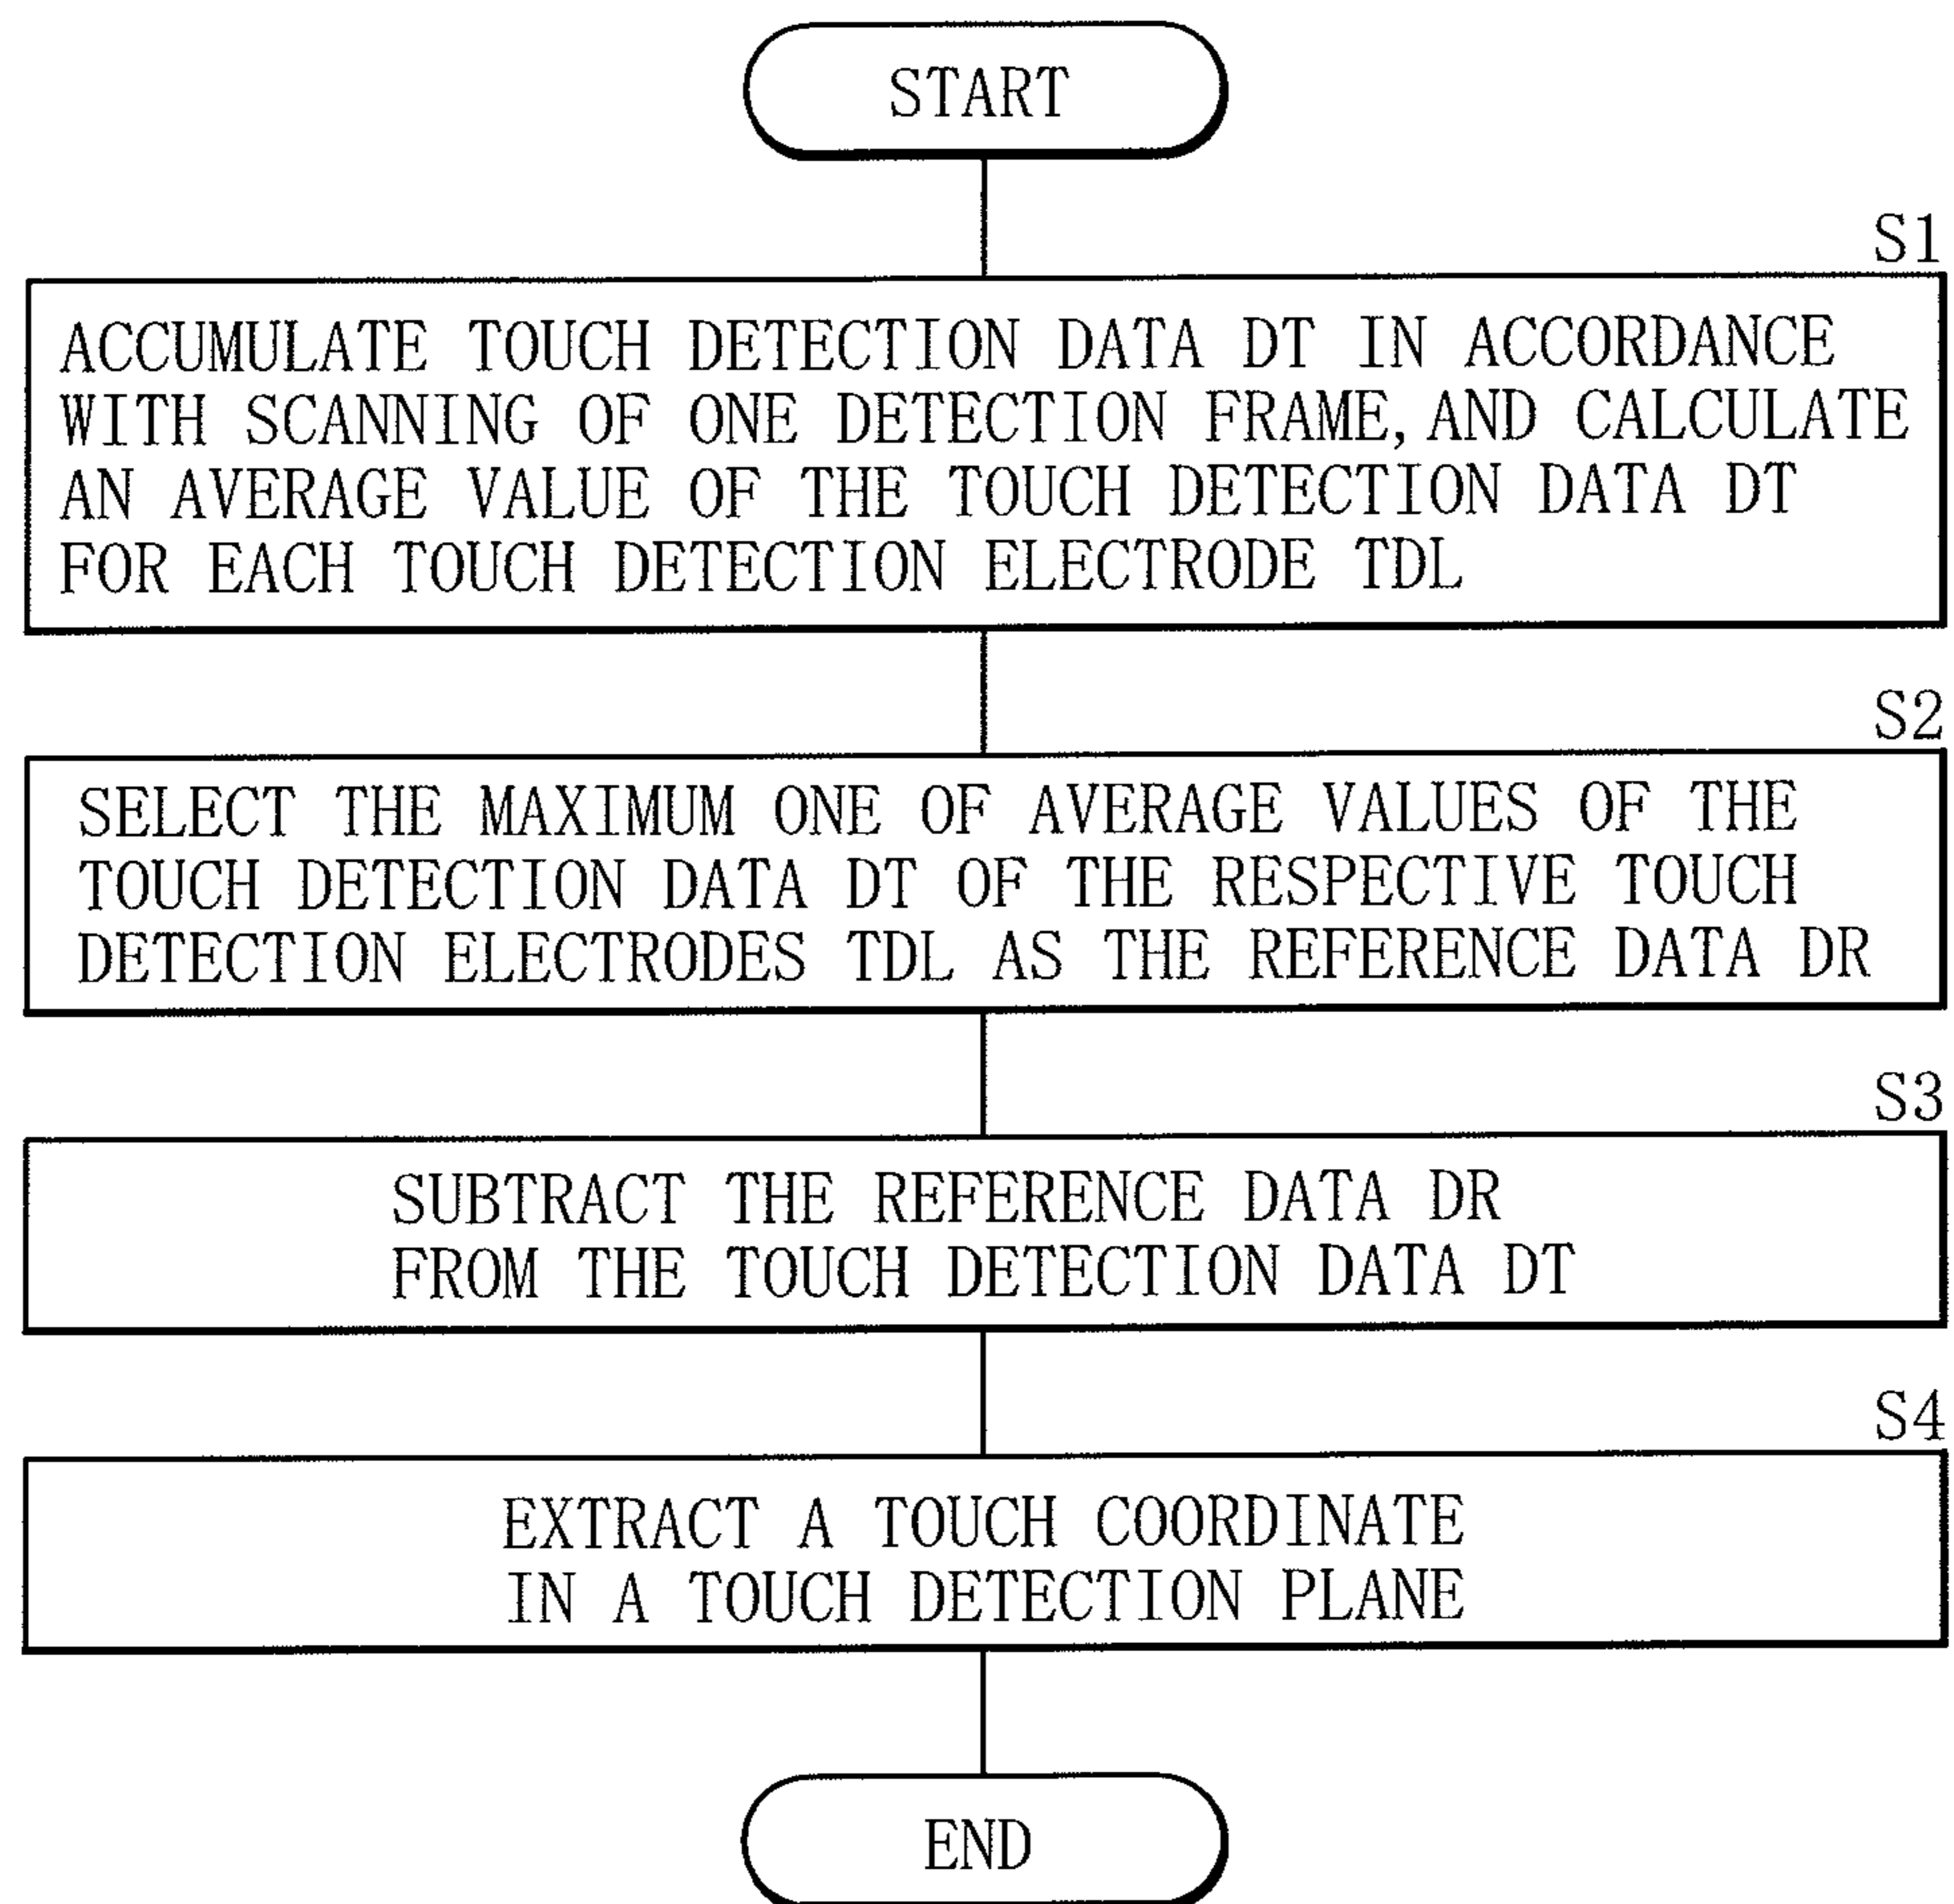 START
S1
ACCUMULATE TOUCH DETECTION DATA DT IN ACCORDANCE
WITH SCANNING OF ONE DETECTION FRAME, AND CALCULATE
AN AVERAGE VALUE OF THE TOUCH DETECTION DATA DT
FOR EACH TOUCH DETECTION ELECTRODE TDL
S2
SELECT THE MAXIMUM ONE OF AVERAGE VALUES OF THE
TOUCH DETECTION DATA DT OF THE RESPECTIVE TOUCH
DETECTION ELECTRODES TDL AS THE REFERENCE DATA DR
S3
SUBTRACT THE REFERENCE DATA DR
FROM THE TOUCH DETECTION DATA DT
S4
EXTRACT A TOUCH COORDINATE
IN A TOUCH DETECTION PLANE
END